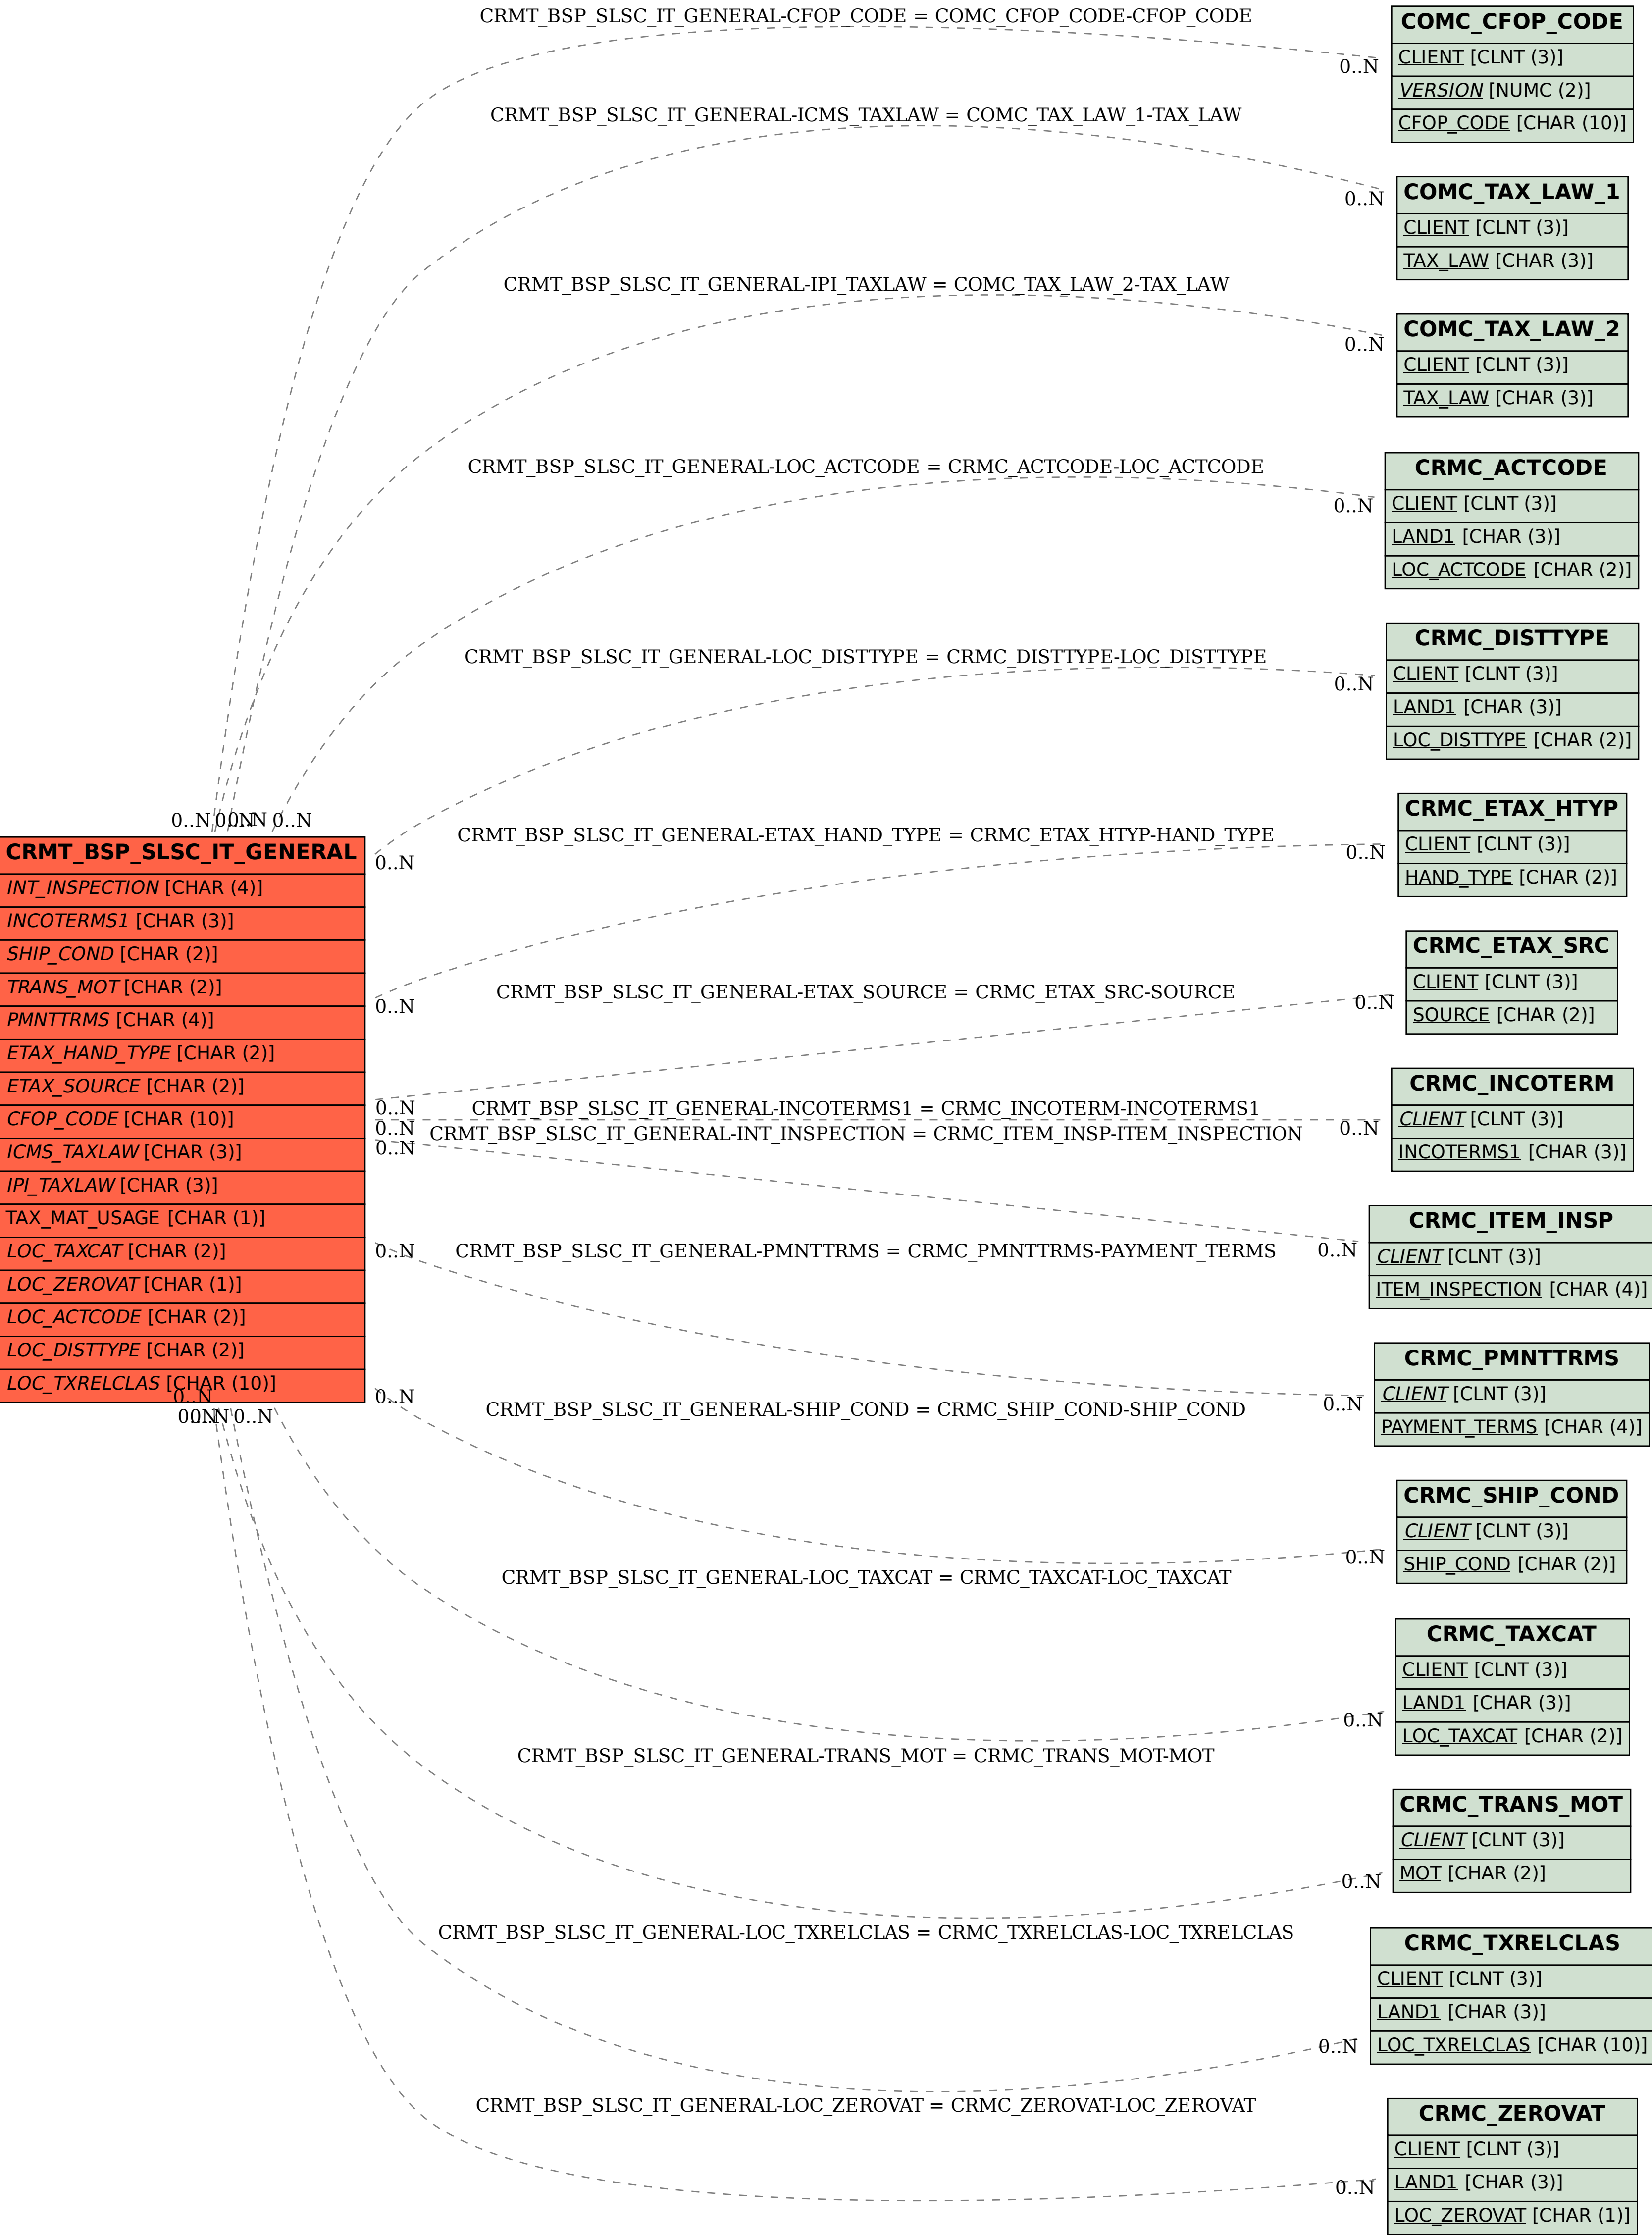 CRMT_BSP_SLSC_IT_GENERAL-CFOP_CODE = COMC_CFOP_CODE-CFOP_CODE
0..N
COMC_CFOP_CODE
CLIENT [CLNT (3)]
VERSION [NUMC (2)]
CFOP_CODE [CHAR (10)]
CRMT_BSP_SLSC_IT_GENERAL-ICMS_TAXLAW = COMC_TAX_LAW_1-TAX_LAW
0..N
COMC_TAX_LAW_1
CLIENT [CLNT (3)]
TAX_LAW [CHAR (3)]
CRMT_BSP_SLSC_IT_GENERAL-IPI_TAXLAW = COMC_TAX_LAW_2-TAX_LAW
0..N
COMC_TAX_LAW_2
CLIENT [CLNT (3)]
TAX_LAW [CHAR (3)]
CRMT_BSP_SLSC_IT_GENERAL-LOC_ACTCODE = CRMC_ACTCODE-LOC_ACTCODE
0..N
CRMC_ACTCODE
CLIENT [CLNT (3)]
LAND1 [CHAR (3)]
LOC_ACTCODE [CHAR (2)]
CRMT_BSP_SLSC_IT_GENERAL-LOC_DISTTYPE = CRMC_DISTTYPE-LOC_DISTTYPE
0..N
CRMC_DISTTYPE
CLIENT [CLNT (3)]
LAND1 [CHAR (3)]
LOC_DISTTYPE [CHAR (2)]
0..N
0..N
0..N
0..N
CRMT_BSP_SLSC_IT_GENERAL
INT_INSPECTION [CHAR (4)]
INCOTERMS1 [CHAR (3)]
SHIP_COND [CHAR (2)]
TRANS_MOT [CHAR (2)]
PMNTTRMS [CHAR (4)]
ETAX_HAND_TYPE [CHAR (2)]
ETAX_SOURCE [CHAR (2)]
CFOP_CODE [CHAR (10)]
ICMS_TAXLAW [CHAR (3)]
IPI_TAXLAW [CHAR (3)]
TAX_MAT_USAGE [CHAR (1)]
LOC_TAXCAT [CHAR (2)]
LOC_ZEROVAT [CHAR (1)]
LOC_ACTCODE [CHAR (2)]
LOC_DISTTYPE [CHAR (2)]
LOC_TXRELCLAS [CHAR (10)]
0..N
0..N
0..N
0..N
0..N
CRMT_BSP_SLSC_IT_GENERAL-ETAX_HAND_TYPE = CRMC_ETAX_HTYP-HAND_TYPE
0..N
CRMC_ETAX_HTYP
CLIENT [CLNT (3)]
HAND_TYPE [CHAR (2)]
0..N
CRMT_BSP_SLSC_IT_GENERAL-ETAX_SOURCE = CRMC_ETAX_SRC-SOURCE
0..N
CRMC_ETAX_SRC
CLIENT [CLNT (3)]
SOURCE [CHAR (2)]
0..N
CRMT_BSP_SLSC_IT_GENERAL-INCOTERMS1 = CRMC_INCOTERM-INCOTERMS1
0..N
0..N
CRMC_INCOTERM
CLIENT [CLNT (3)]
INCOTERMS1 [CHAR (3)]
CRMT_BSP_SLSC_IT_GENERAL-INT_INSPECTION = CRMC_ITEM_INSP-ITEM_INSPECTION
0..N
0..N
CRMC_ITEM_INSP
CLIENT [CLNT (3)]
ITEM_INSPECTION [CHAR (4)]
0..N
CRMT_BSP_SLSC_IT_GENERAL-PMNTTRMS = CRMC_PMNTTRMS-PAYMENT_TERMS
0..N
CRMC_PMNTTRMS
CLIENT [CLNT (3)]
PAYMENT_TERMS [CHAR (4)]
0..N
CRMT_BSP_SLSC_IT_GENERAL-SHIP_COND = CRMC_SHIP_COND-SHIP_COND
0..N
CRMC_SHIP_COND
CLIENT [CLNT (3)]
SHIP_COND [CHAR (2)]
CRMT_BSP_SLSC_IT_GENERAL-LOC_TAXCAT = CRMC_TAXCAT-LOC_TAXCAT
0..N
CRMC_TAXCAT
CLIENT [CLNT (3)]
LAND1 [CHAR (3)]
LOC_TAXCAT [CHAR (2)]
CRMT_BSP_SLSC_IT_GENERAL-TRANS_MOT = CRMC_TRANS_MOT-MOT
0..N
CRMC_TRANS_MOT
CLIENT [CLNT (3)]
MOT [CHAR (2)]
CRMT_BSP_SLSC_IT_GENERAL-LOC_TXRELCLAS = CRMC_TXRELCLAS-LOC_TXRELCLAS
0..N
CRMC_TXRELCLAS
CLIENT [CLNT (3)]
LAND1 [CHAR (3)]
LOC_TXRELCLAS [CHAR (10)]
CRMT_BSP_SLSC_IT_GENERAL-LOC_ZEROVAT = CRMC_ZEROVAT-LOC_ZEROVAT
0..N
CRMC_ZEROVAT
CLIENT [CLNT (3)]
LAND1 [CHAR (3)]
LOC_ZEROVAT [CHAR (1)]